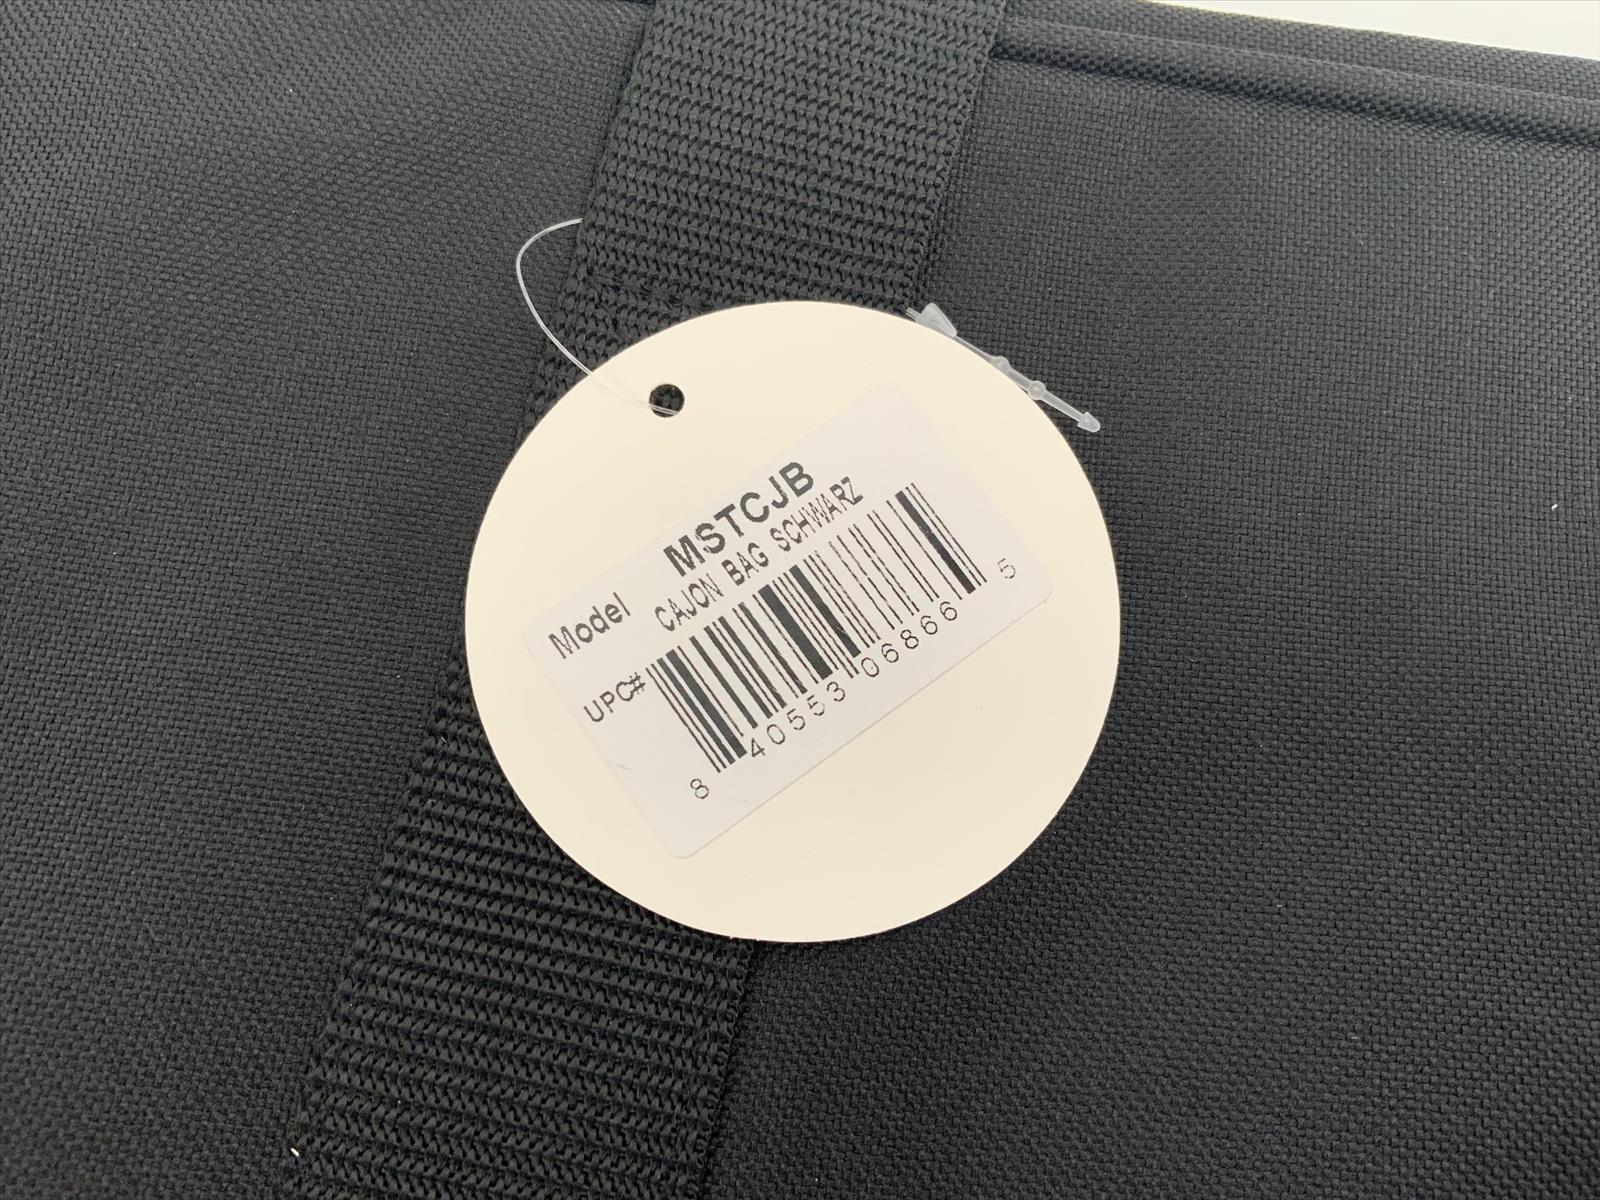 Model MSTCJB
CAJON BAG SCHWARZ
UPC#
8 40553 06866 5